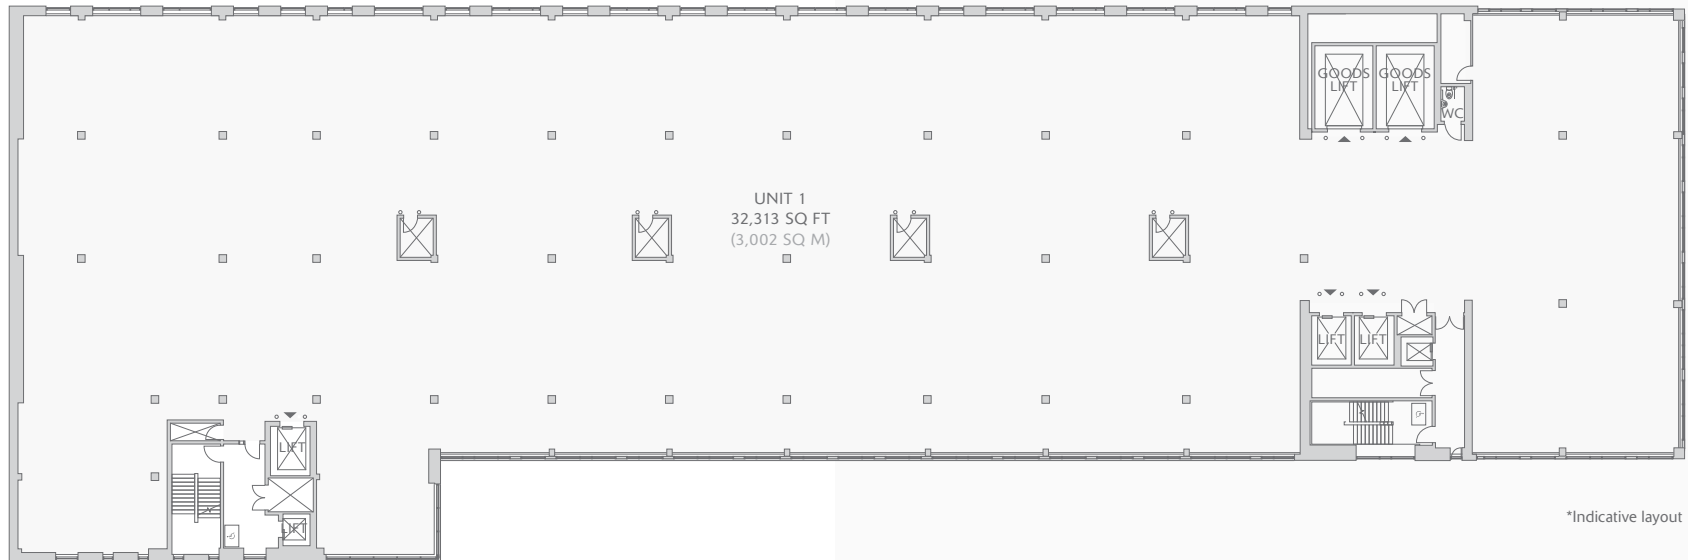 GOODS
LIFT
GOODS
LIFT
WC
UNIT 1
32,313 SQ FT
(3,002 SQ M)
LIFT
LIFT
LIFT
LIFT
*Indicative layout